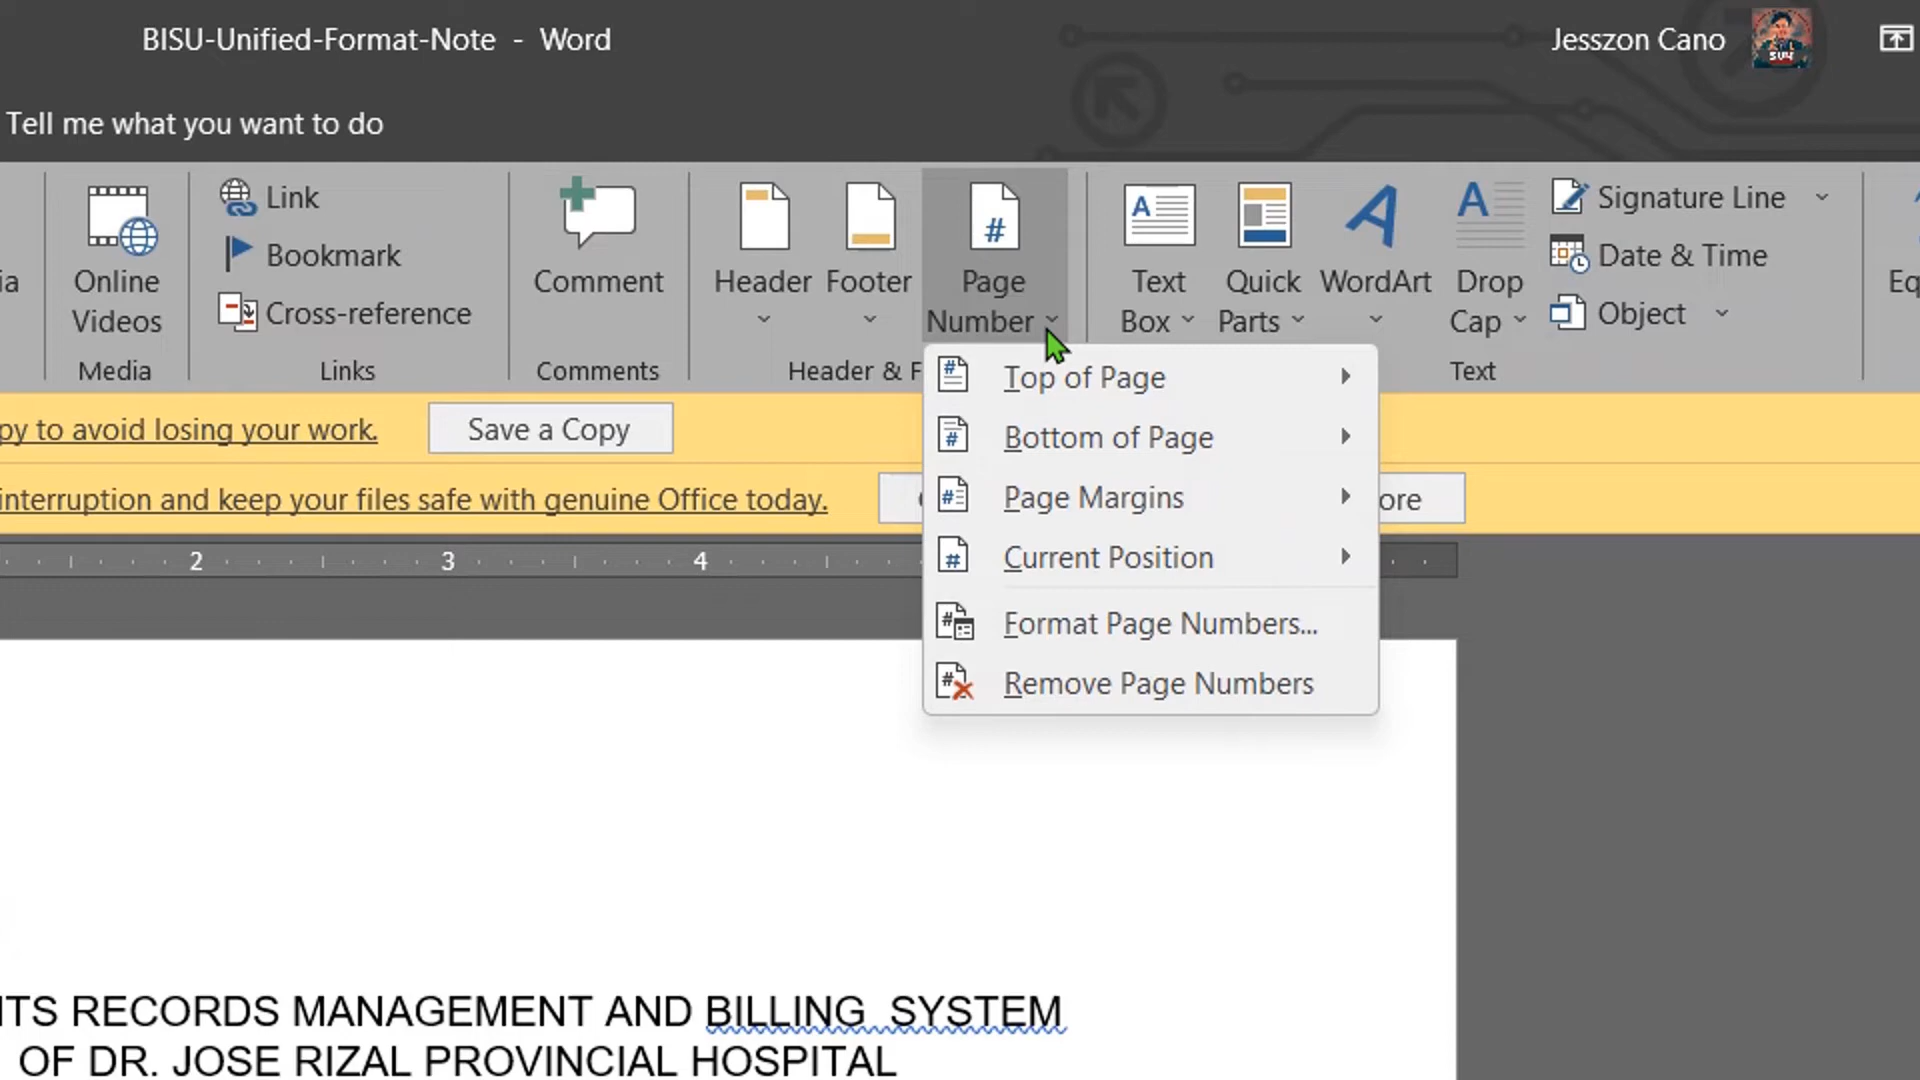 BISU-Unified-Format-Note - Word
Jesszon Cano
Tell me what you want to do
Online Videos
Media
Link
Bookmark
Cross-reference
Links
Comment
Comments
Header
Footer
Page Number
Header & F
Text Box
Quick Parts
WordArt
Drop Cap
Signature Line
Date & Time
Object
Text
Eq
py to avoid losing your work.
Save a Copy
interruption and keep your files safe with genuine Office today.
ore
Top of Page
Bottom of Page
Page Margins
Current Position
Format Page Numbers...
Remove Page Numbers
2 3 4
ITS RECORDS MANAGEMENT AND BILLING SYSTEM
OF DR. JOSE RIZAL PROVINCIAL HOSPITAL